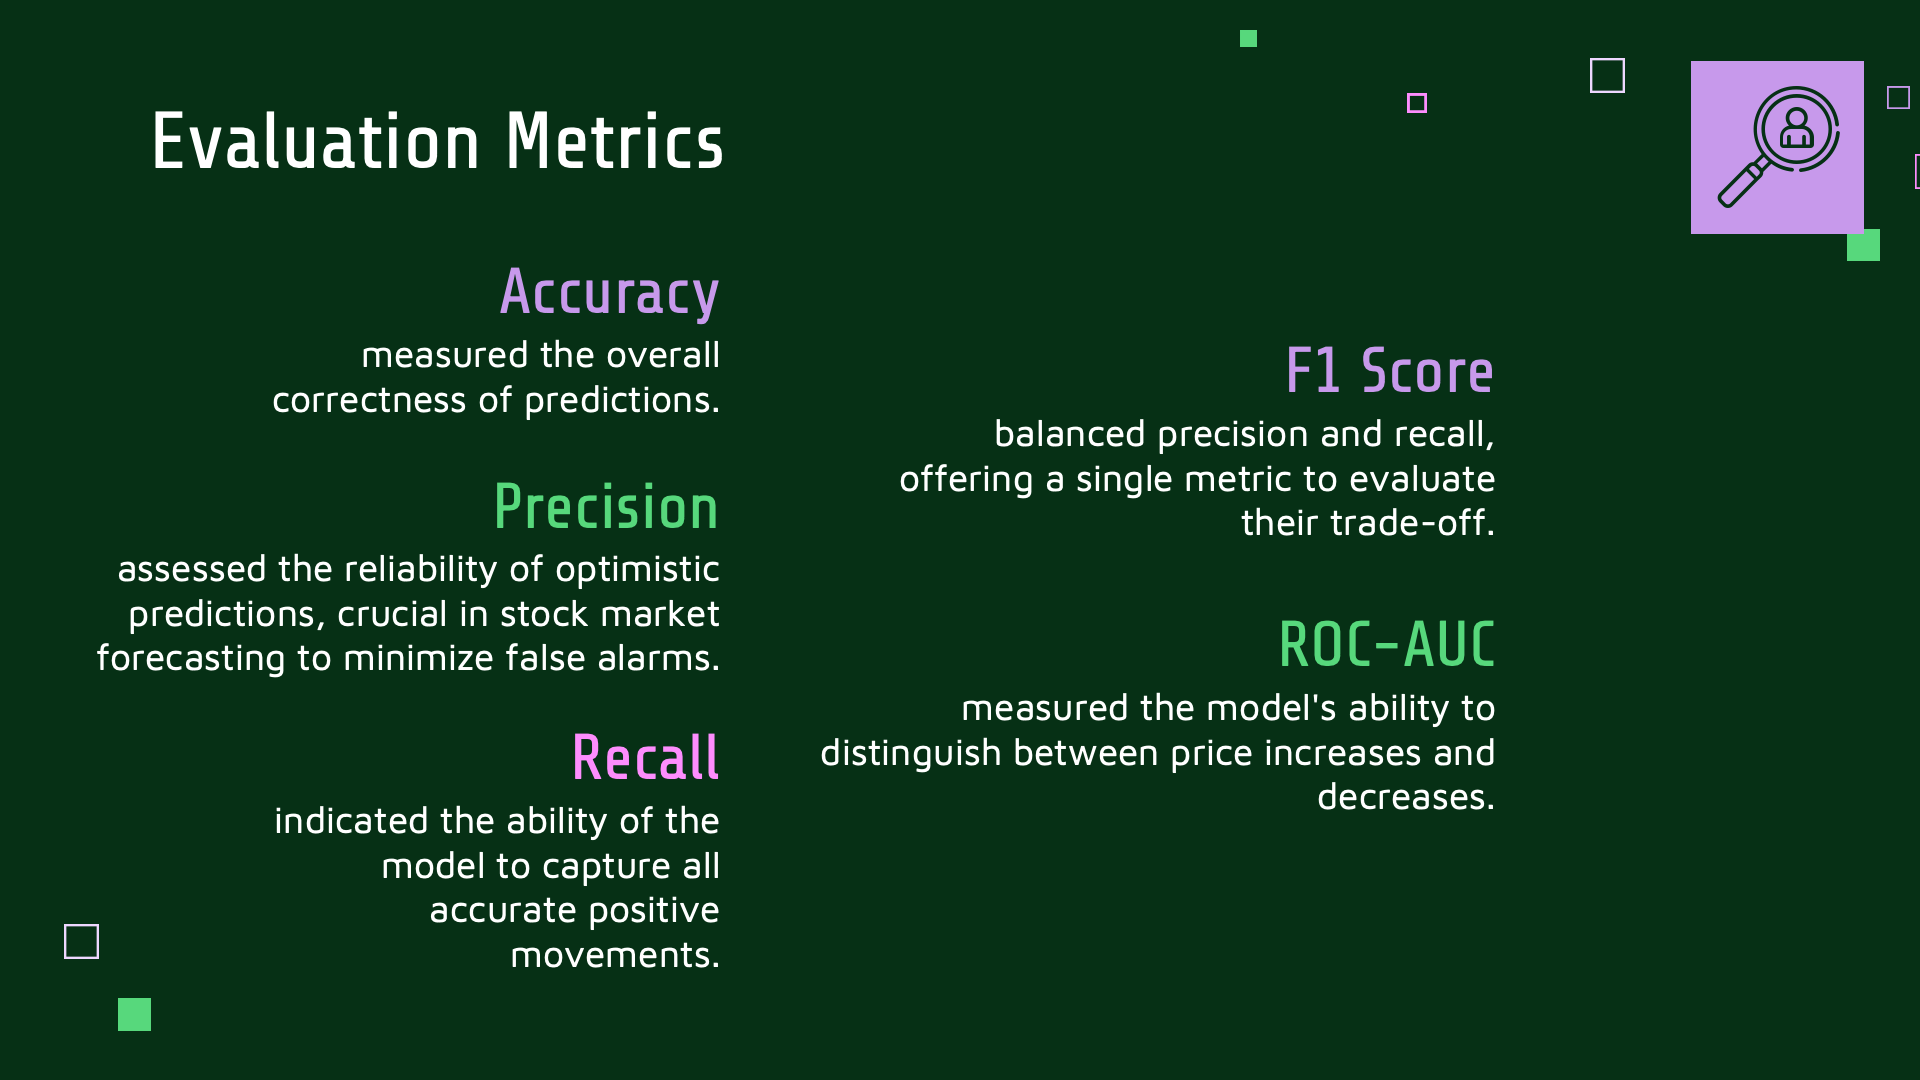 Evaluation Metrics
Accuracy
measured the overall
correctness of predictions.
Precision
assessed the reliability of optimistic
predictions, crucial in stock market
forecasting to minimize false alarms.
Recall
indicated the ability of the
model to capture all
accurate positive
movements.
F1 Score
balanced precision and recall,
offering a single metric to evaluate
their trade-off.
ROC-AUC
measured the model's ability to
distinguish between price increases and
decreases.